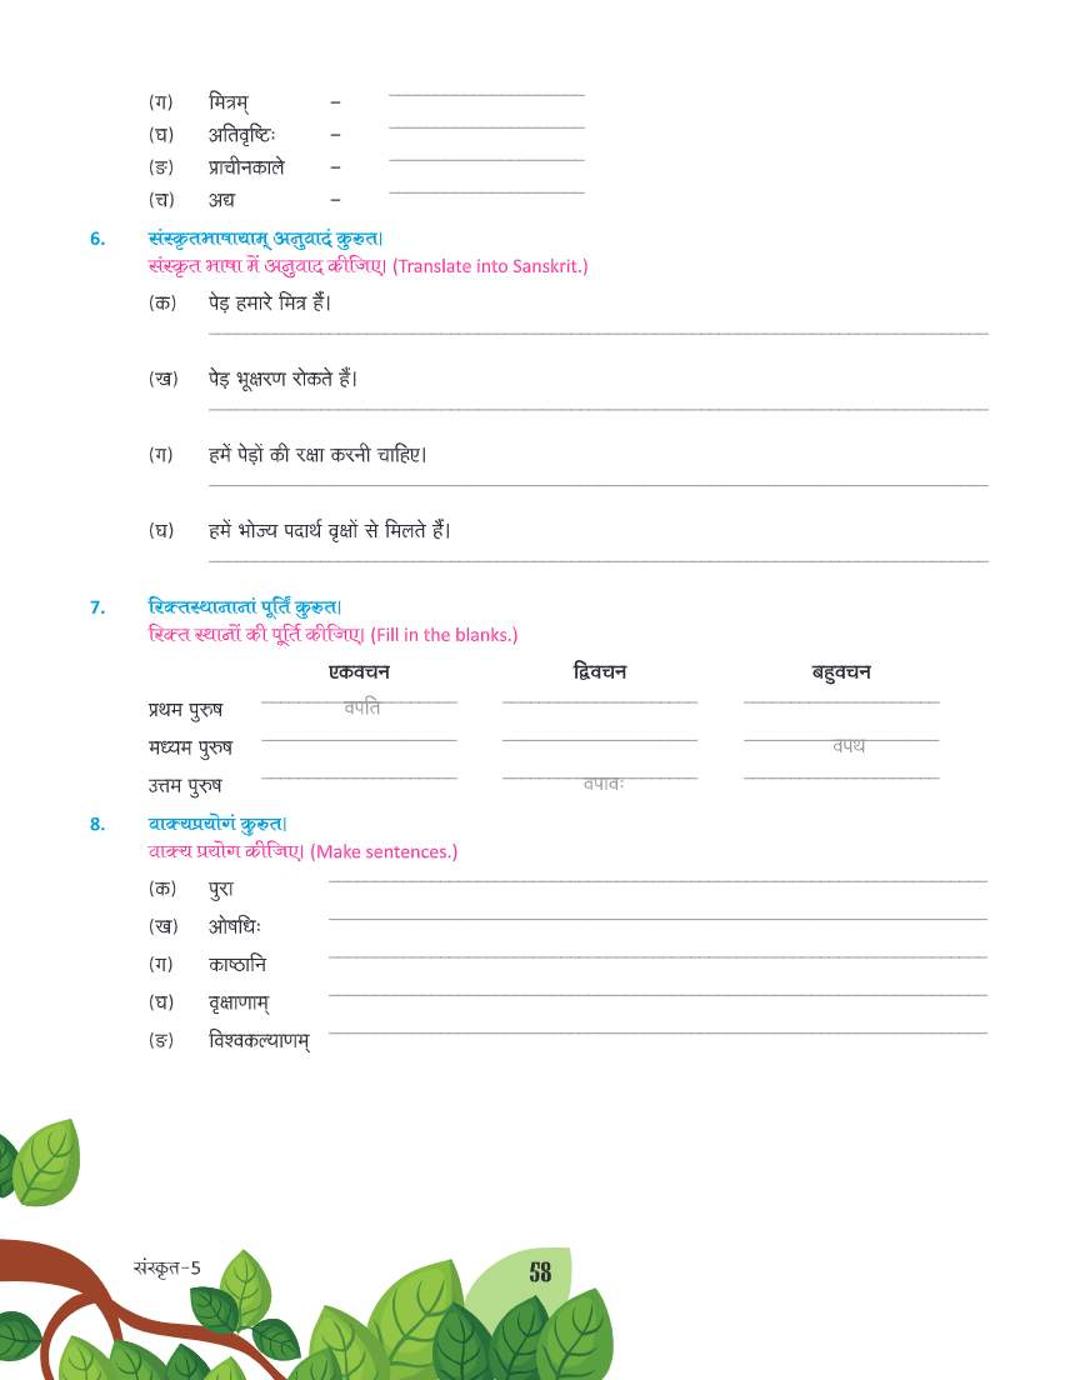 (ग) मित्रम् –
(घ) अतिवृष्टिः –
(ङ) प्राचीनकाले –
(च) अद्य –
6. संस्कृतभाषायाम् अनुवादं कुरुत।
संस्कृत भाषा में अनुवाद कीजिए। (Translate into Sanskrit.)
(क) पेड़ हमारे मित्र हैं।
(ख) पेड़ भूक्षरण रोकते हैं।
(ग) हमें पेड़ों की रक्षा करनी चाहिए।
(घ) हमें भोज्य पदार्थ वृक्षों से मिलते हैं।
7. रिक्तस्थानानां पूर्तिं कुरुत।
रिक्त स्थानों की पूर्ति कीजिए। (Fill in the blanks.)
एकवचन द्विवचन बहुवचन
प्रथम पुरुष वपति
मध्यम पुरुष वपथ
उत्तम पुरुष वपावः
8. वाक्यप्रयोगं कुरुत।
वाक्य प्रयोग कीजिए। (Make sentences.)
(क) पुरा
(ख) ओषधिः
(ग) काष्ठानि
(घ) वृक्षाणाम्
(ङ) विश्वकल्याणम्
संस्कृत-5
58